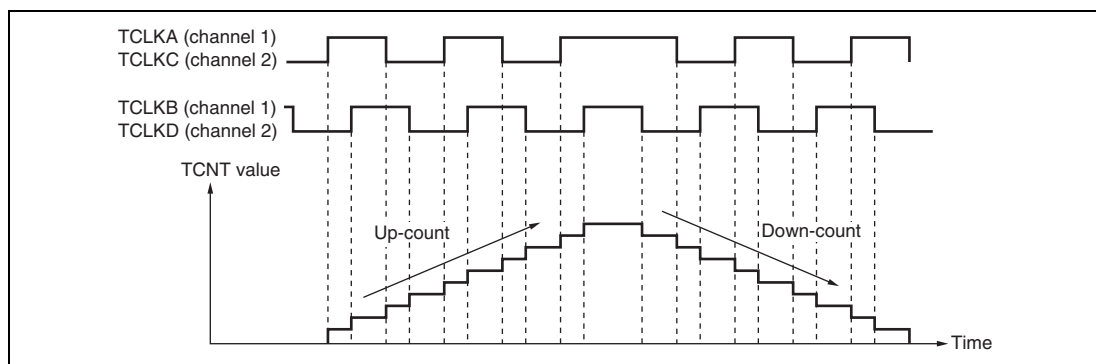 TCLKA (channel 1)
TCLKC (channel 2)
TCLKB (channel 1)
TCLKD (channel 2)
TCNT value
Up-count
Down-count
Time